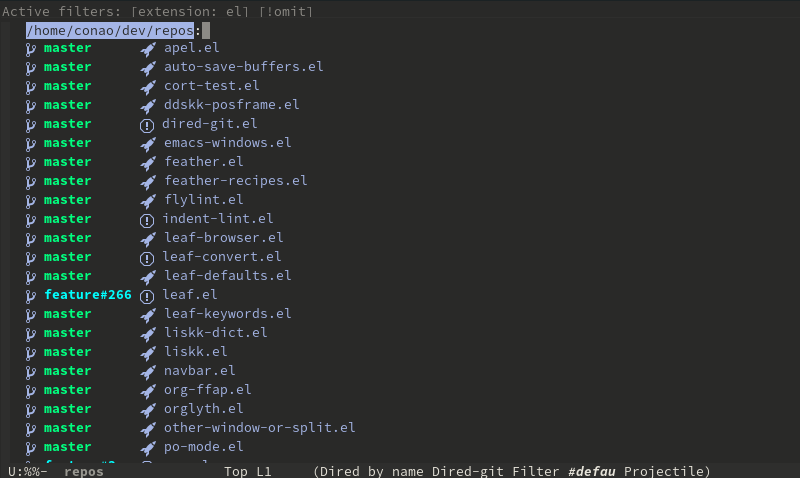 Active filters: [extension: el] [!omit]
/home/conao/dev/repos:
master apel.el
master auto-save-buffers.el
master cort-test.el
master ddskk-posframe.el
master dired-git.el
master emacs-windows.el
master feather.el
master feather-recipes.el
master flylint.el
master indent-lint.el
master leaf-browser.el
master leaf-convert.el
master leaf-defaults.el
feature#266 leaf.el
master leaf-keywords.el
master liskk-dict.el
master liskk.el
master navbar.el
master org-ffap.el
master orglyth.el
master other-window-or-split.el
master po-mode.el
U:%%- repos Top L1 (Dired by name Dired-git Filter #defau Projectile)